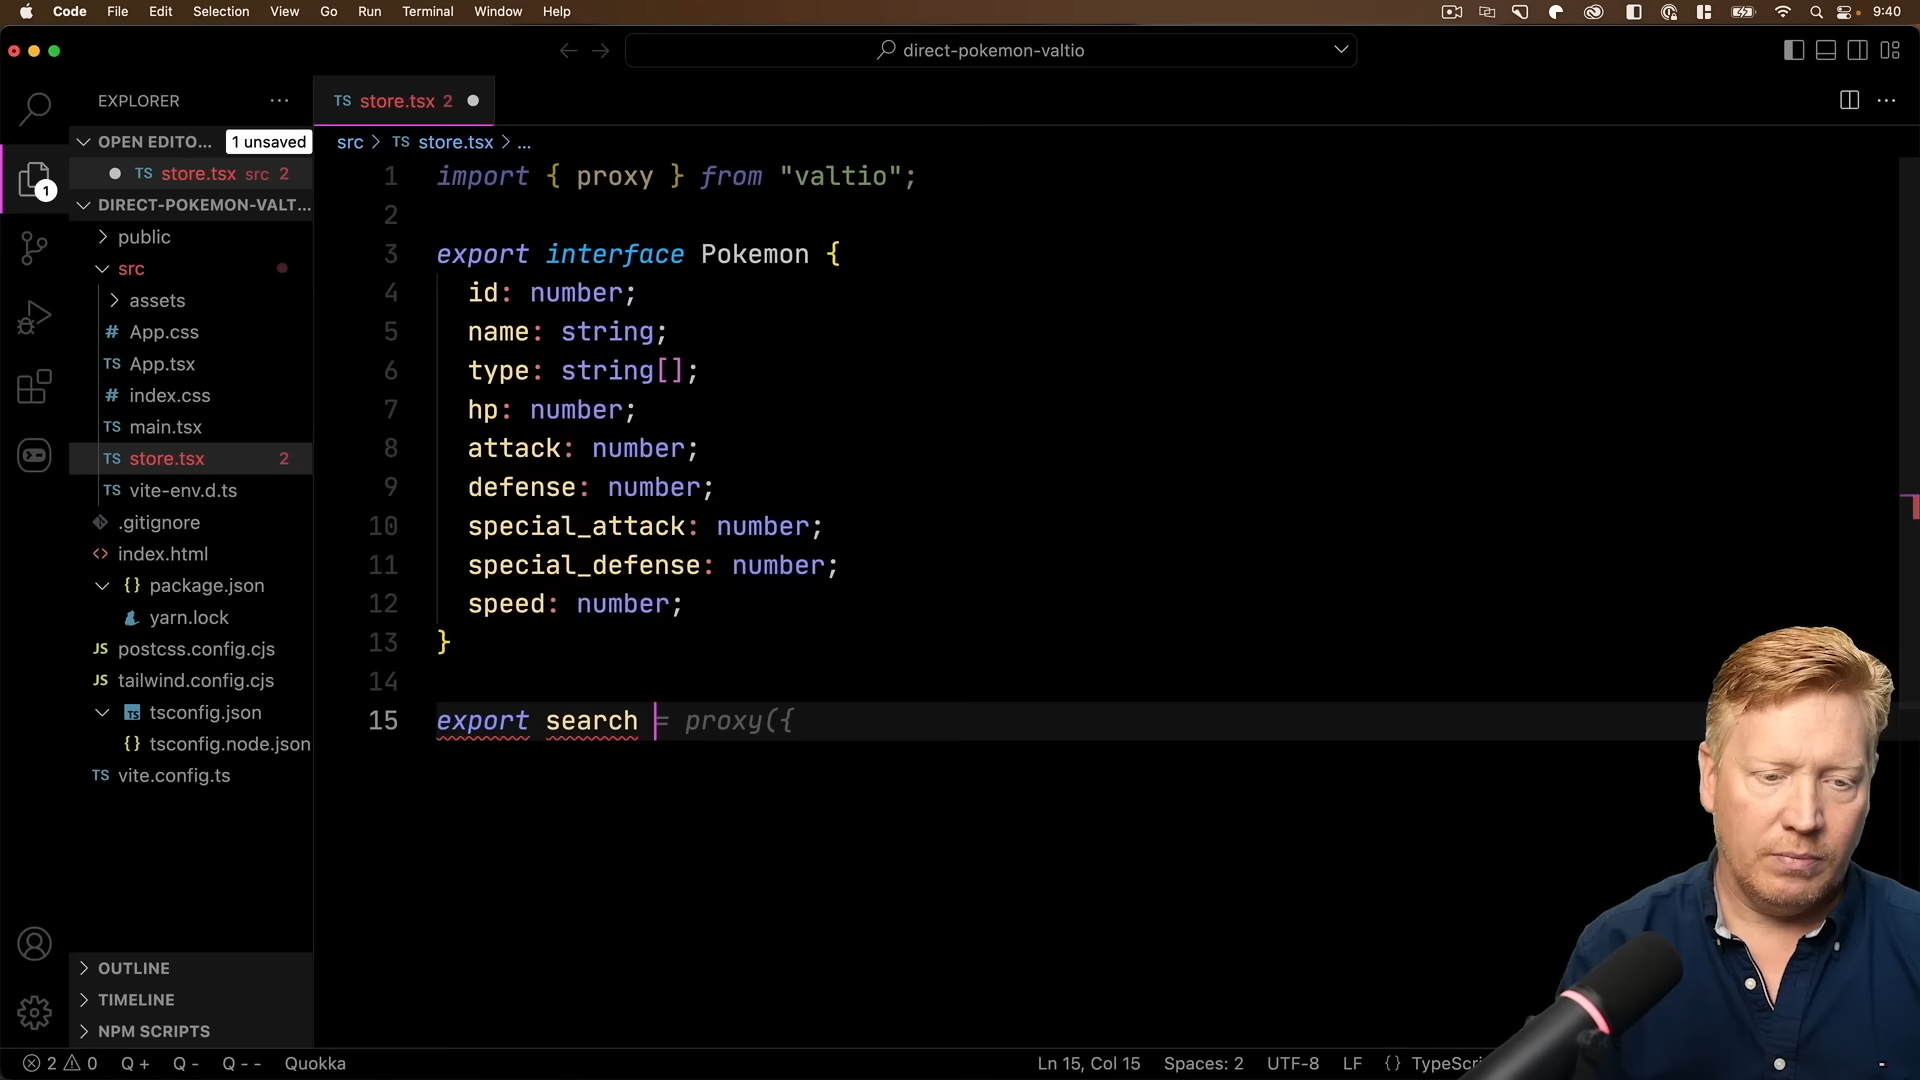 Code File Edit Selection View Go Run Terminal Window Help 9:40
direct-pokemon-valtio
EXPLORER ...
TS store.tsx 2
OPEN EDITO... 1 unsaved
TS store.tsx src 2
src > TS store.tsx > ...
DIRECT-POKEMON-VALT...
public
src
assets
# App.css
TS App.tsx
# index.css
TS main.tsx
TS store.tsx 2
TS vite-env.d.ts
.gitignore
<> index.html
{} package.json
yarn.lock
JS postcss.config.cjs
JS tailwind.config.cjs
TS tsconfig.json
{} tsconfig.node.json
TS vite.config.ts
1
OUTLINE
TIMELINE
NPM SCRIPTS
1 import { proxy } from "valtio";
2
3 export interface Pokemon {
4 id: number;
5 name: string;
6 type: string[];
7 hp: number;
8 attack: number;
9 defense: number;
10 special_attack: number;
11 special_defense: number;
12 speed: number;
13 }
14
15 export search = proxy({
2 0 Q+ Q- Q-- Quokka Ln 15, Col 15 Spaces: 2 UTF-8 LF {}